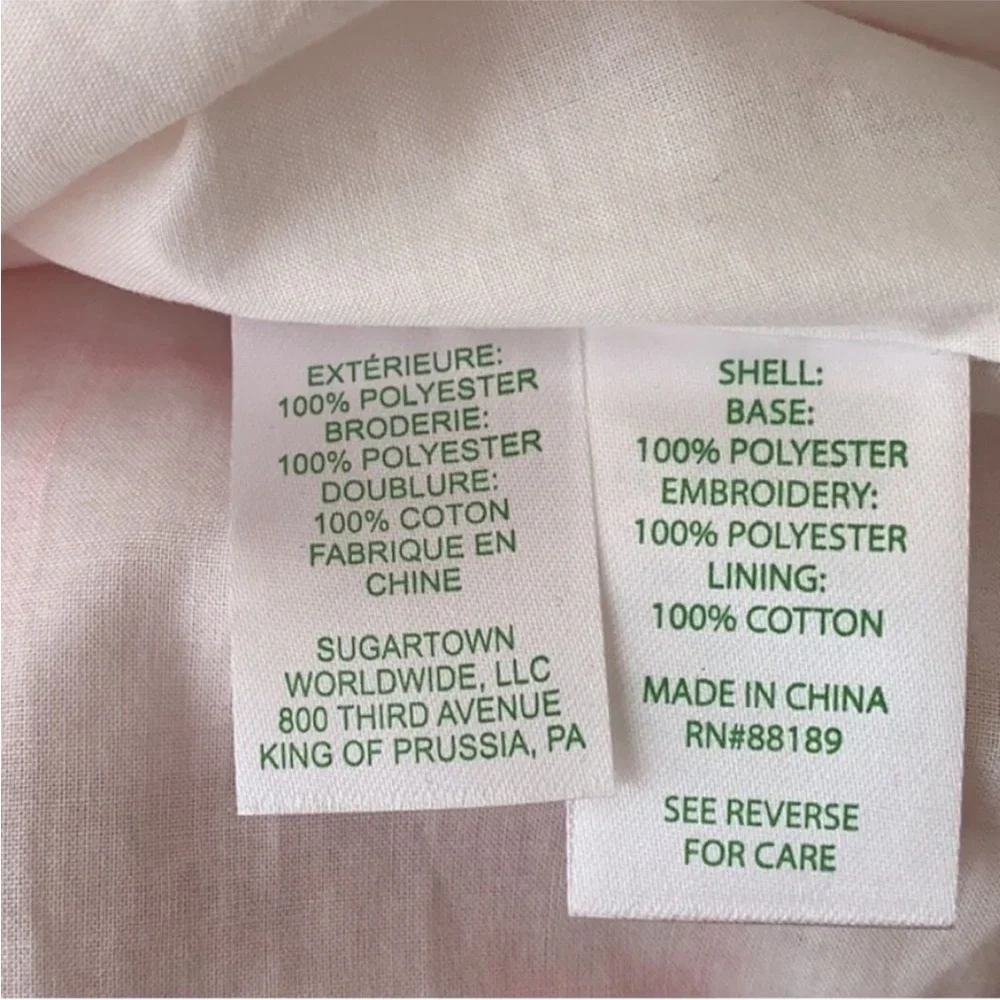 EXTÉRIEURE:
100% POLYESTER
BRODERIE:
100% POLYESTER
DOUBLURE:
100% COTON
FABRIQUE EN
CHINE
SUGARTOWN
WORLDWIDE, LLC
800 THIRD AVENUE
KING OF PRUSSIA, PA
SHELL:
BASE:
100% POLYESTER
EMBROIDERY:
100% POLYESTER
LINING:
100% COTTON
MADE IN CHINA
RN#88189
SEE REVERSE
FOR CARE